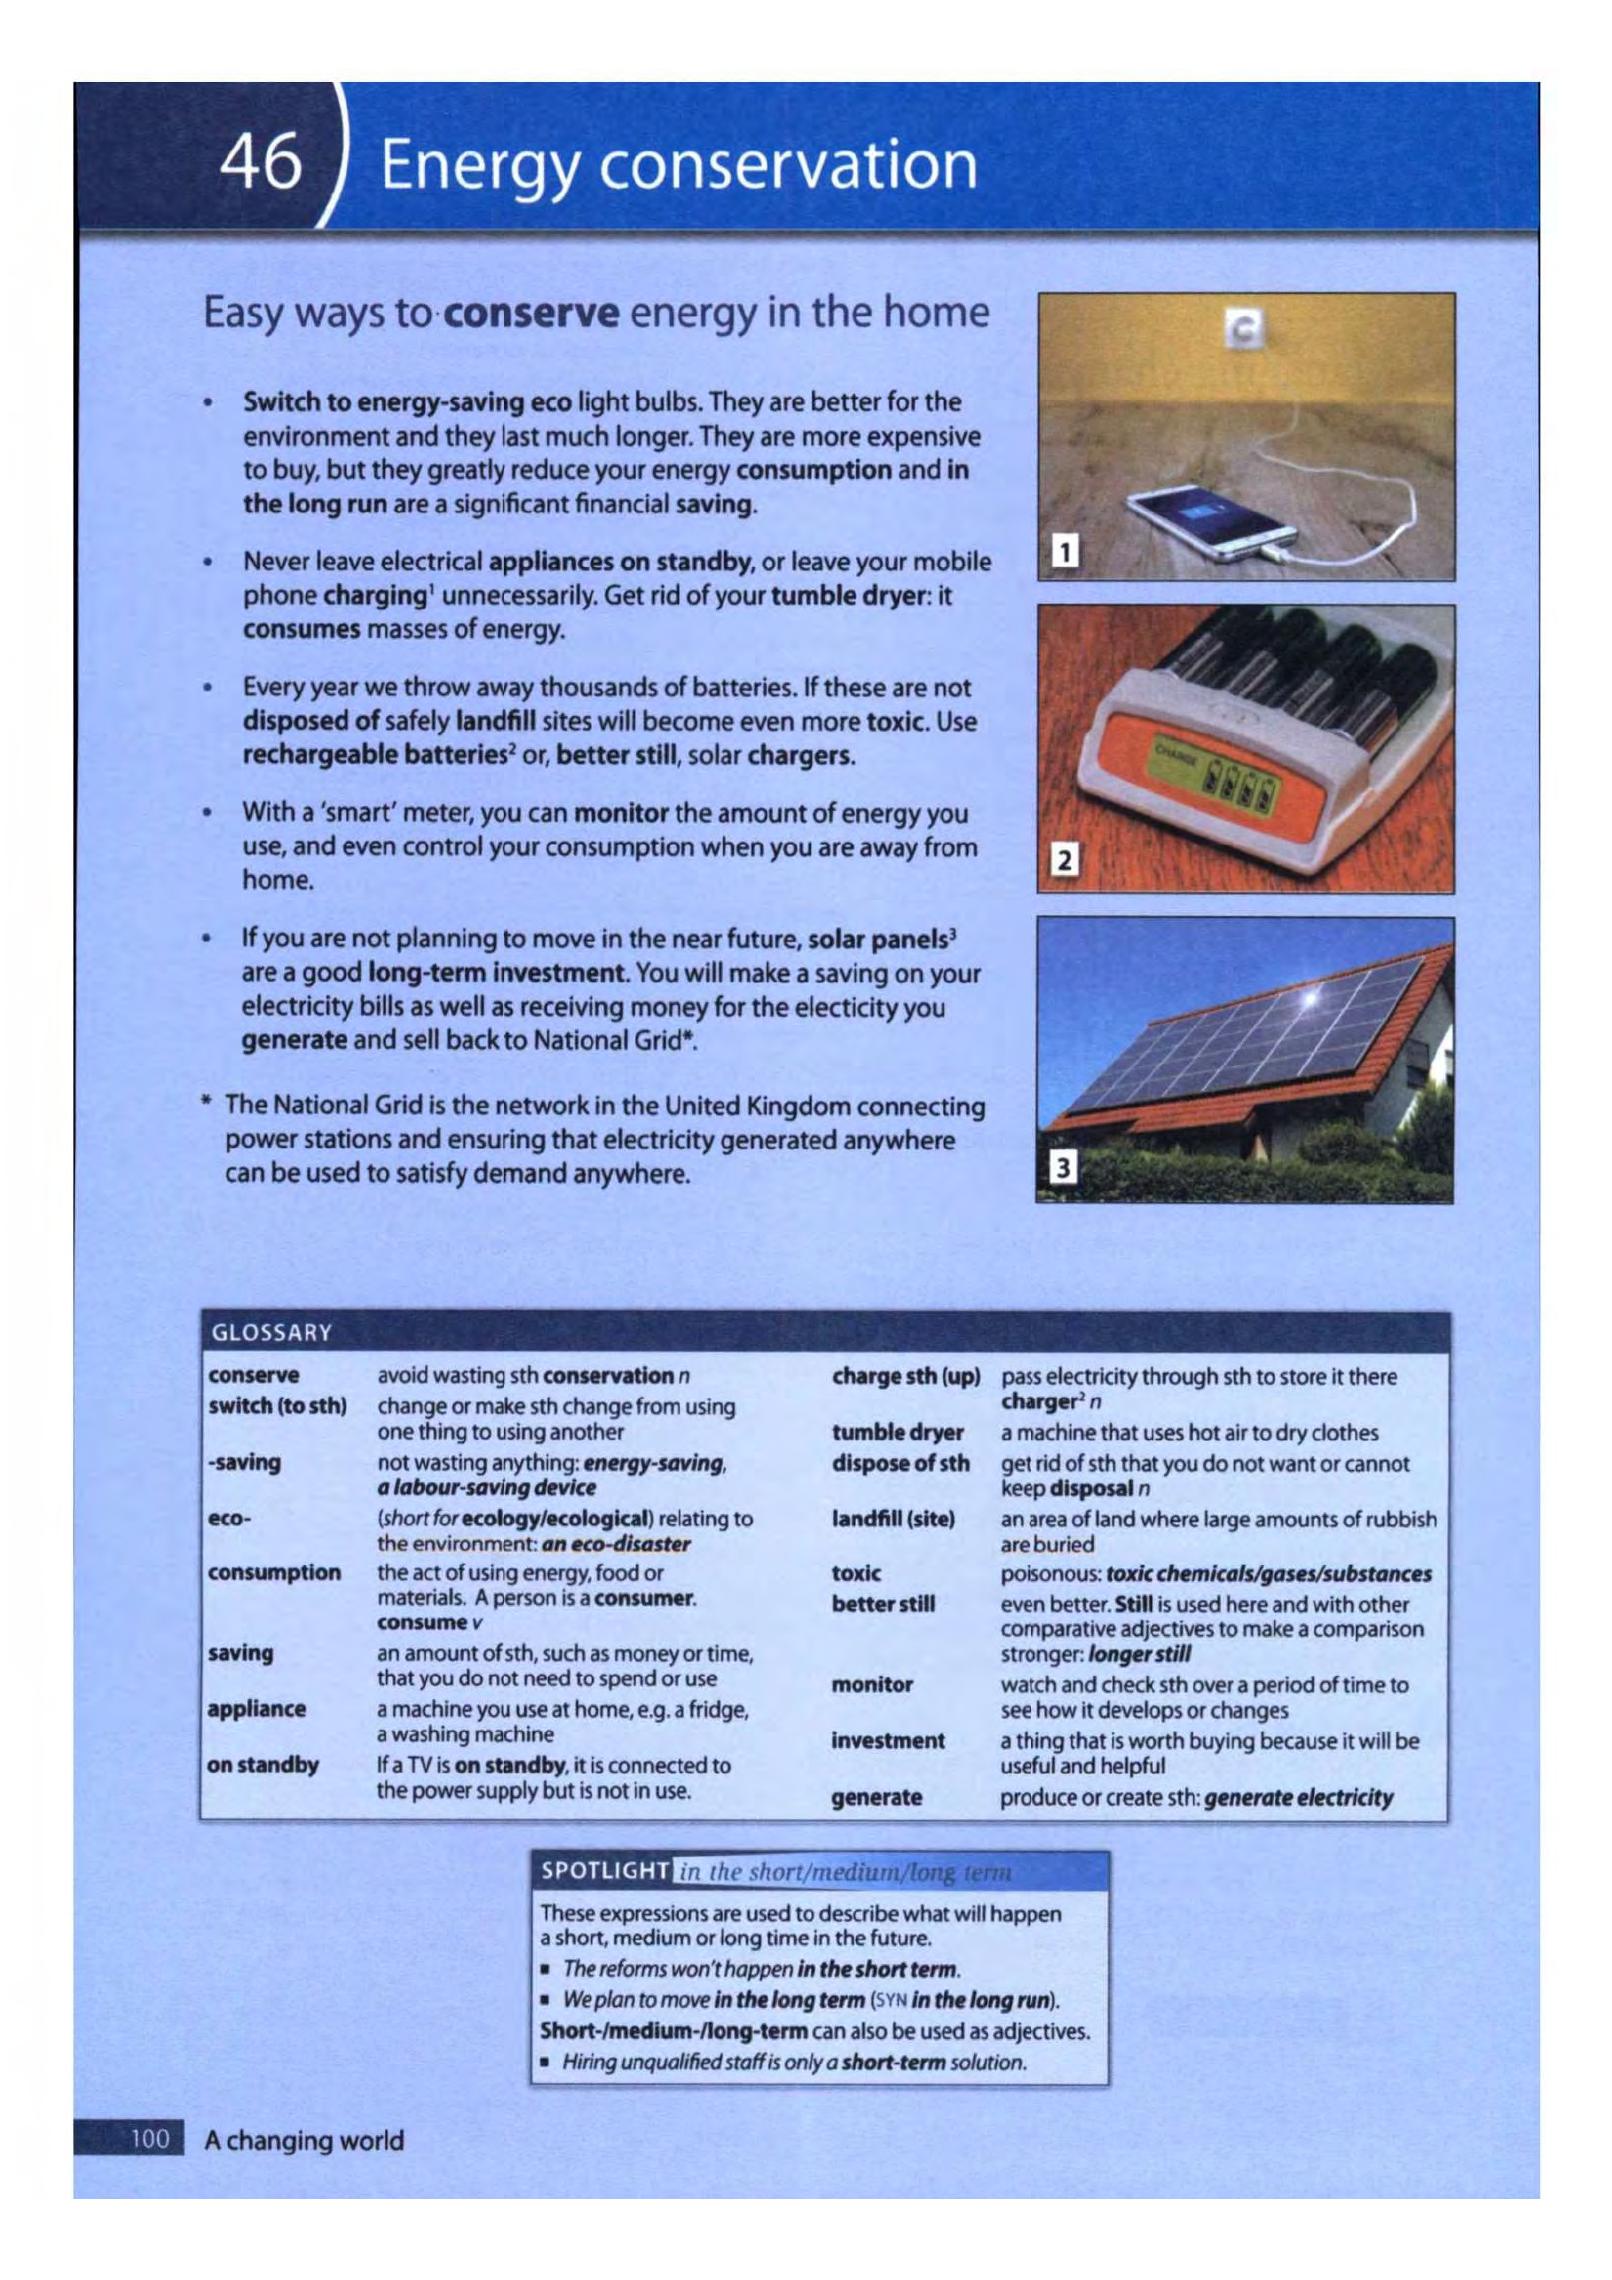 46
Energy conservation
Easy ways to conserve energy in the home
• Switch to energy-saving eco light bulbs. They are better for the
environment and they last much longer. They are more expensive
to buy, but they greatly reduce your energy consumption and in
the long run are a significant financial saving.
• Never leave electrical appliances on standby, or leave your mobile
phone charging¹ unnecessarily. Get rid of your tumble dryer: it
consumes masses of energy.
• Every year we throw away thousands of batteries. If these are not
disposed of safely landfill sites will become even more toxic. Use
rechargeable batteries² or, better still, solar chargers.
• With a 'smart' meter, you can monitor the amount of energy you
use, and even control your consumption when you are away from
home.
• If you are not planning to move in the near future, solar panels³
are a good long-term investment. You will make a saving on your
electricity bills as well as receiving money for the electicity you
generate and sell back to National Grid*.
* The National Grid is the network in the United Kingdom connecting
power stations and ensuring that electricity generated anywhere
can be used to satisfy demand anywhere.
1
CHARGE
2
3
GLOSSARY
conserve avoid wasting sth conservation n
switch (to sth) change or make sth change from using
one thing to using another
-saving not wasting anything: energy-saving,
a labour-saving device
eco- (short for ecology/ecological) relating to
the environment: an eco-disaster
consumption the act of using energy, food or
materials. A person is a consumer.
consume v
saving an amount of sth, such as money or time,
that you do not need to spend or use
appliance a machine you use at home, e.g. a fridge,
a washing machine
on standby If a TV is on standby, it is connected to
the power supply but is not in use.
charge sth (up) pass electricity through sth to store it there
charger² n
tumble dryer a machine that uses hot air to dry clothes
dispose of sth get rid of sth that you do not want or cannot
keep disposal n
landfill (site) an area of land where large amounts of rubbish
are buried
toxic poisonous: toxic chemicals/gases/substances
better still even better. Still is used here and with other
comparative adjectives to make a comparison
stronger: longer still
monitor watch and check sth over a period of time to
see how it develops or changes
investment a thing that is worth buying because it will be
useful and helpful
generate produce or create sth: generate electricity
SPOTLIGHT in the short/medium/long term
These expressions are used to describe what will happen
a short, medium or long time in the future.
▪ The reforms won't happen in the short term.
▪ We plan to move in the long term (SYN in the long run).
Short-/medium-/long-term can also be used as adjectives.
▪ Hiring unqualified staff is only a short-term solution.
100 A changing world